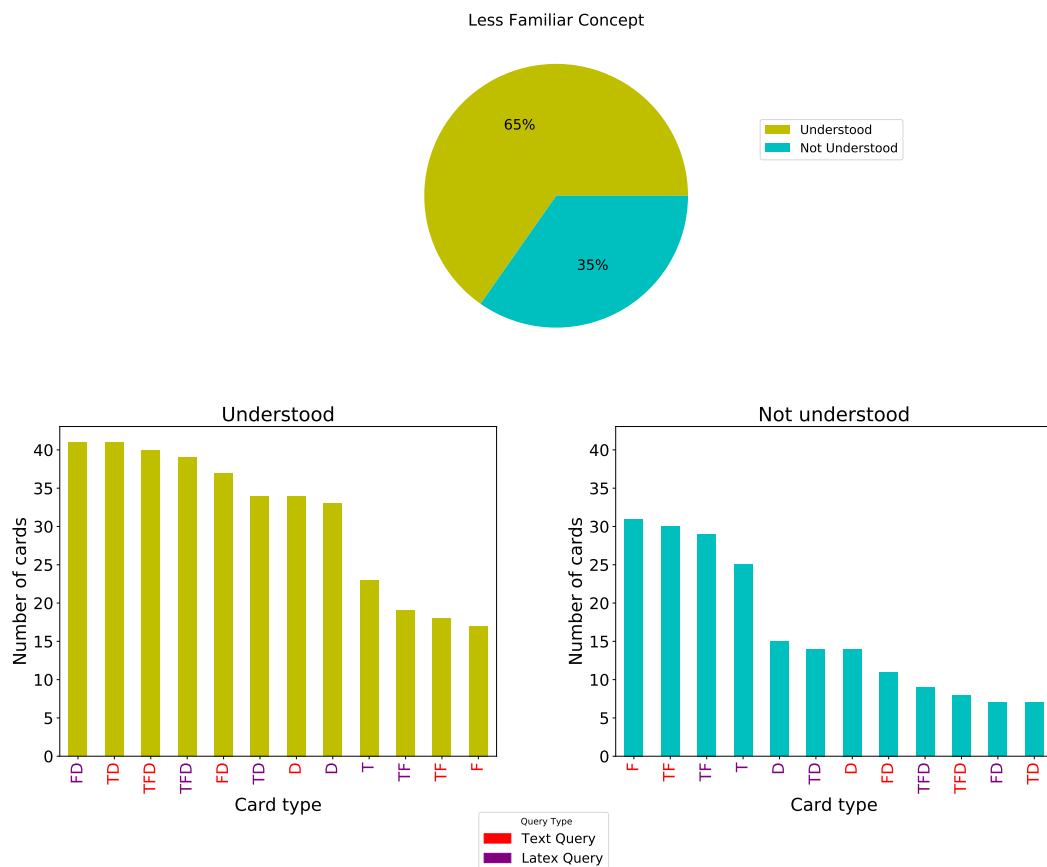 Less Familiar Concept
65%
35%
Understood
Not Understood
Understood
Number of cards
40
35
30
25
20
15
10
5
0
FD TD TFD TFD FD TD D D T TF TF F
Card type
Not understood
Number of cards
40
35
30
25
20
15
10
5
0
F TF TF T D TD D FD TFD TFD FD TD
Card type
Query Type
Text Query
Latex Query